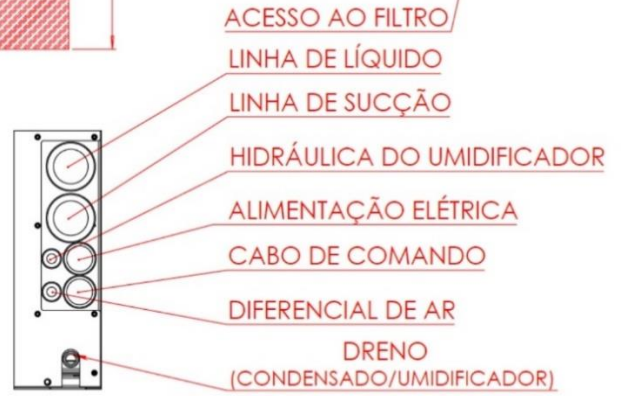 ACESSO AO FILTRO
LINHA DE LÍQUIDO
LINHA DE SUCÇÃO
HIDRÁULICA DO UMIDIFICADOR
ALIMENTAÇÃO ELÉTRICA
CABO DE COMANDO
DIFERENCIAL DE AR
DRENO
(CONDENSADO/UMIDIFICADOR)